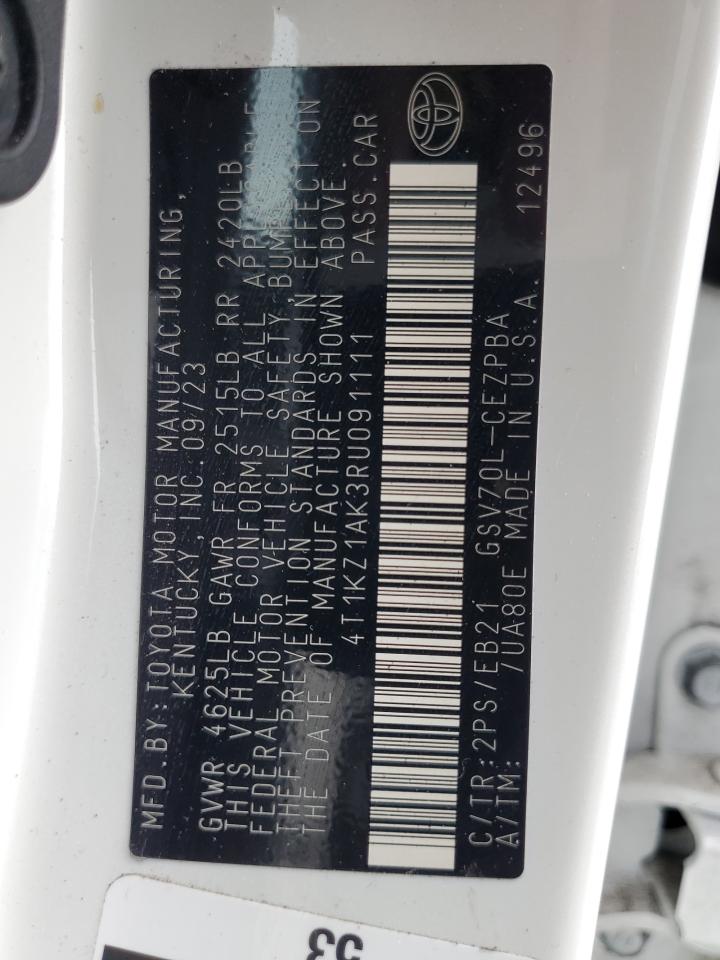 MFD.BY:TOYOTA MOTOR MANUFACTURING,
KENTUCKY,INC.09/23
GVWR 4625LB GAWR FR 2515LB RR 2420LB
THIS VEHICLE CONFORMS TO ALL APPLICABLE
FEDERAL MOTOR VEHICLE SAFETY,BUMPER AND
THEFT PREVENTION STANDARDS IN EFFECT ON
THE DATE OF MANUFACTURE SHOWN ABOVE.
4T1KZ1AK3RU091111 PASS.CAR
C/TR:2PS/EB21 GSV70L-CEZPBA
A/TM: /UA80E MADE IN U.S.A. 12496
53